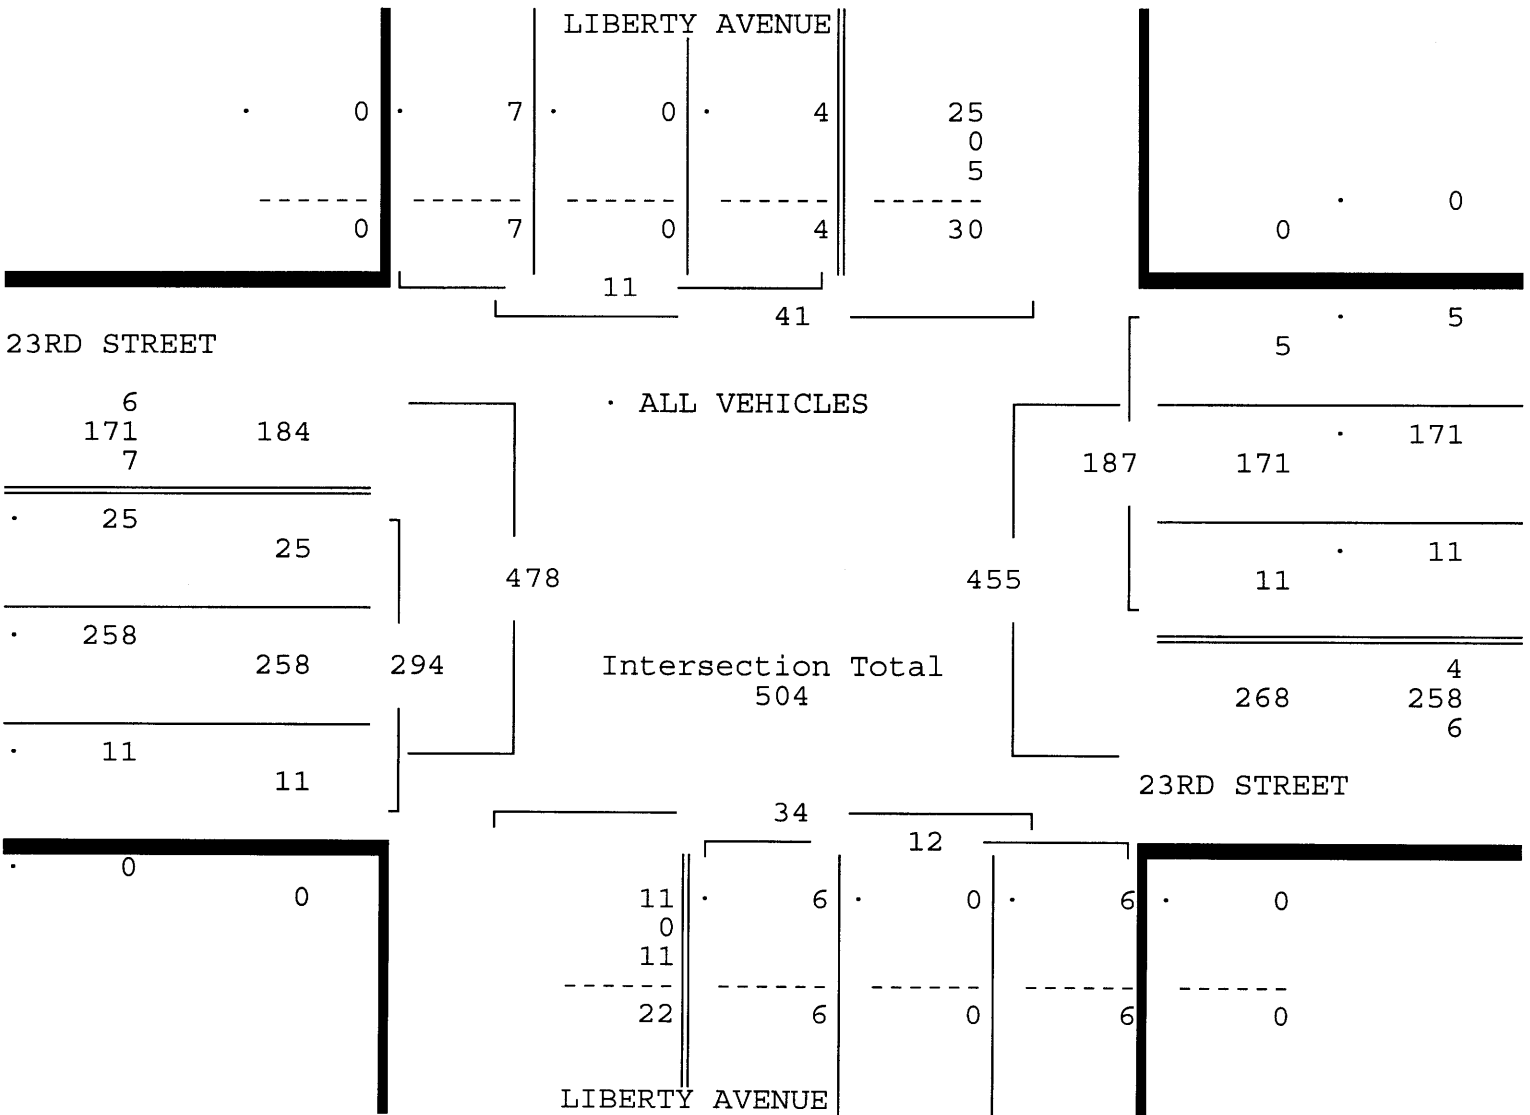 LIBERTY AVENUE
· 0 · 7 · 0 · 4 25
0
5
------ ------ ------ ------ ------
· 0
0 7 0 4 30 0
11
41 · 5
23RD STREET 5
6 · ALL VEHICLES
171 184 · 171
7 187 171
· 25
25 · 11
478 455 11
· 258
258 294 Intersection Total 4
504 268 258
6
· 11
11 23RD STREET
34
12
· 0
0 11 · 6 · 0 · 6 · 0
0
11
------ ------ ------ ------ ------
22 6 0 6 0
LIBERTY AVENUE